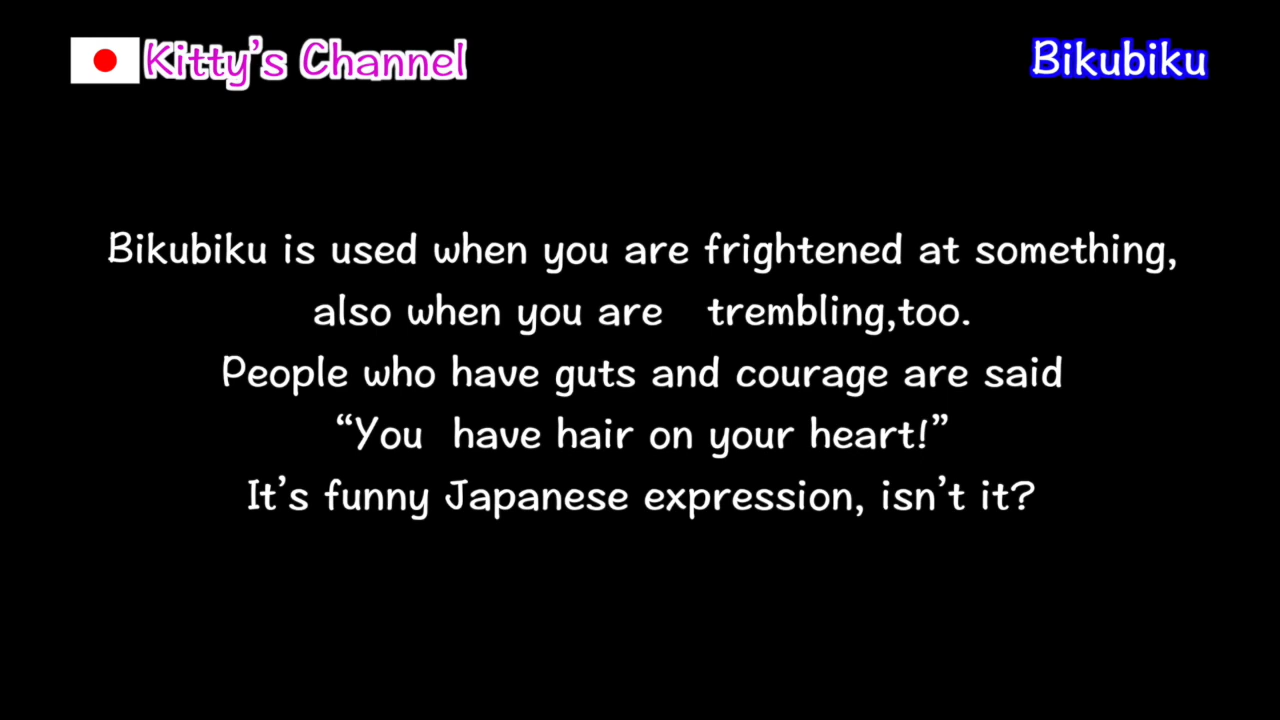 Kitty’s Channel
Bikubiku
Bikubiku is used when you are frightened at something,
also when you are trembling,too.
People who have guts and courage are said
“You have hair on your heart!”
It’s funny Japanese expression, isn’t it?